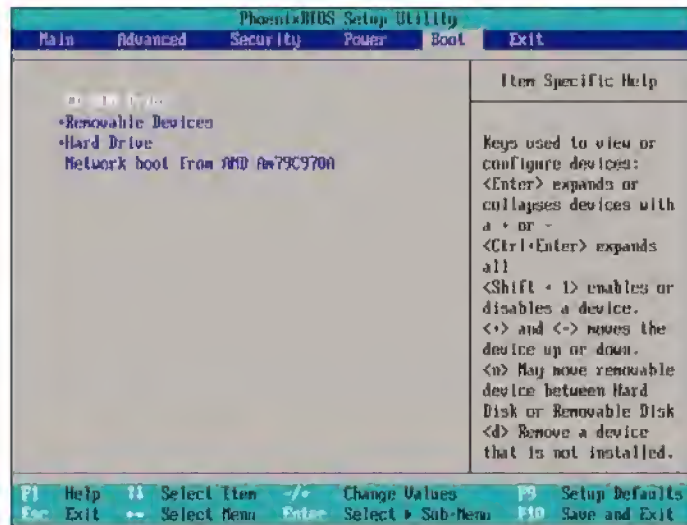 PhoenixBIOS Setup Utility
Main Advanced Security Power Boot Exit
+Removable Devices
+Hard Drive
Network boot from AMD Am79C970A
Item Specific Help
Keys used to view or
configure devices:
<Enter> expands or
collapses devices with
a + or -
<Ctrl+Enter> expands
all
<Shift + 1> enables or
disables a device.
<+> and <-> moves the
device up or down.
<n> May move removable
device between Hard
Disk or Removable Disk
<d> Remove a device
that is not installed.
F1 Help ↑↓ Select Item -/+ Change Values F9 Setup Defaults
Esc Exit ↔ Select Menu Enter Select ▶ Sub-Menu F10 Save and Exit